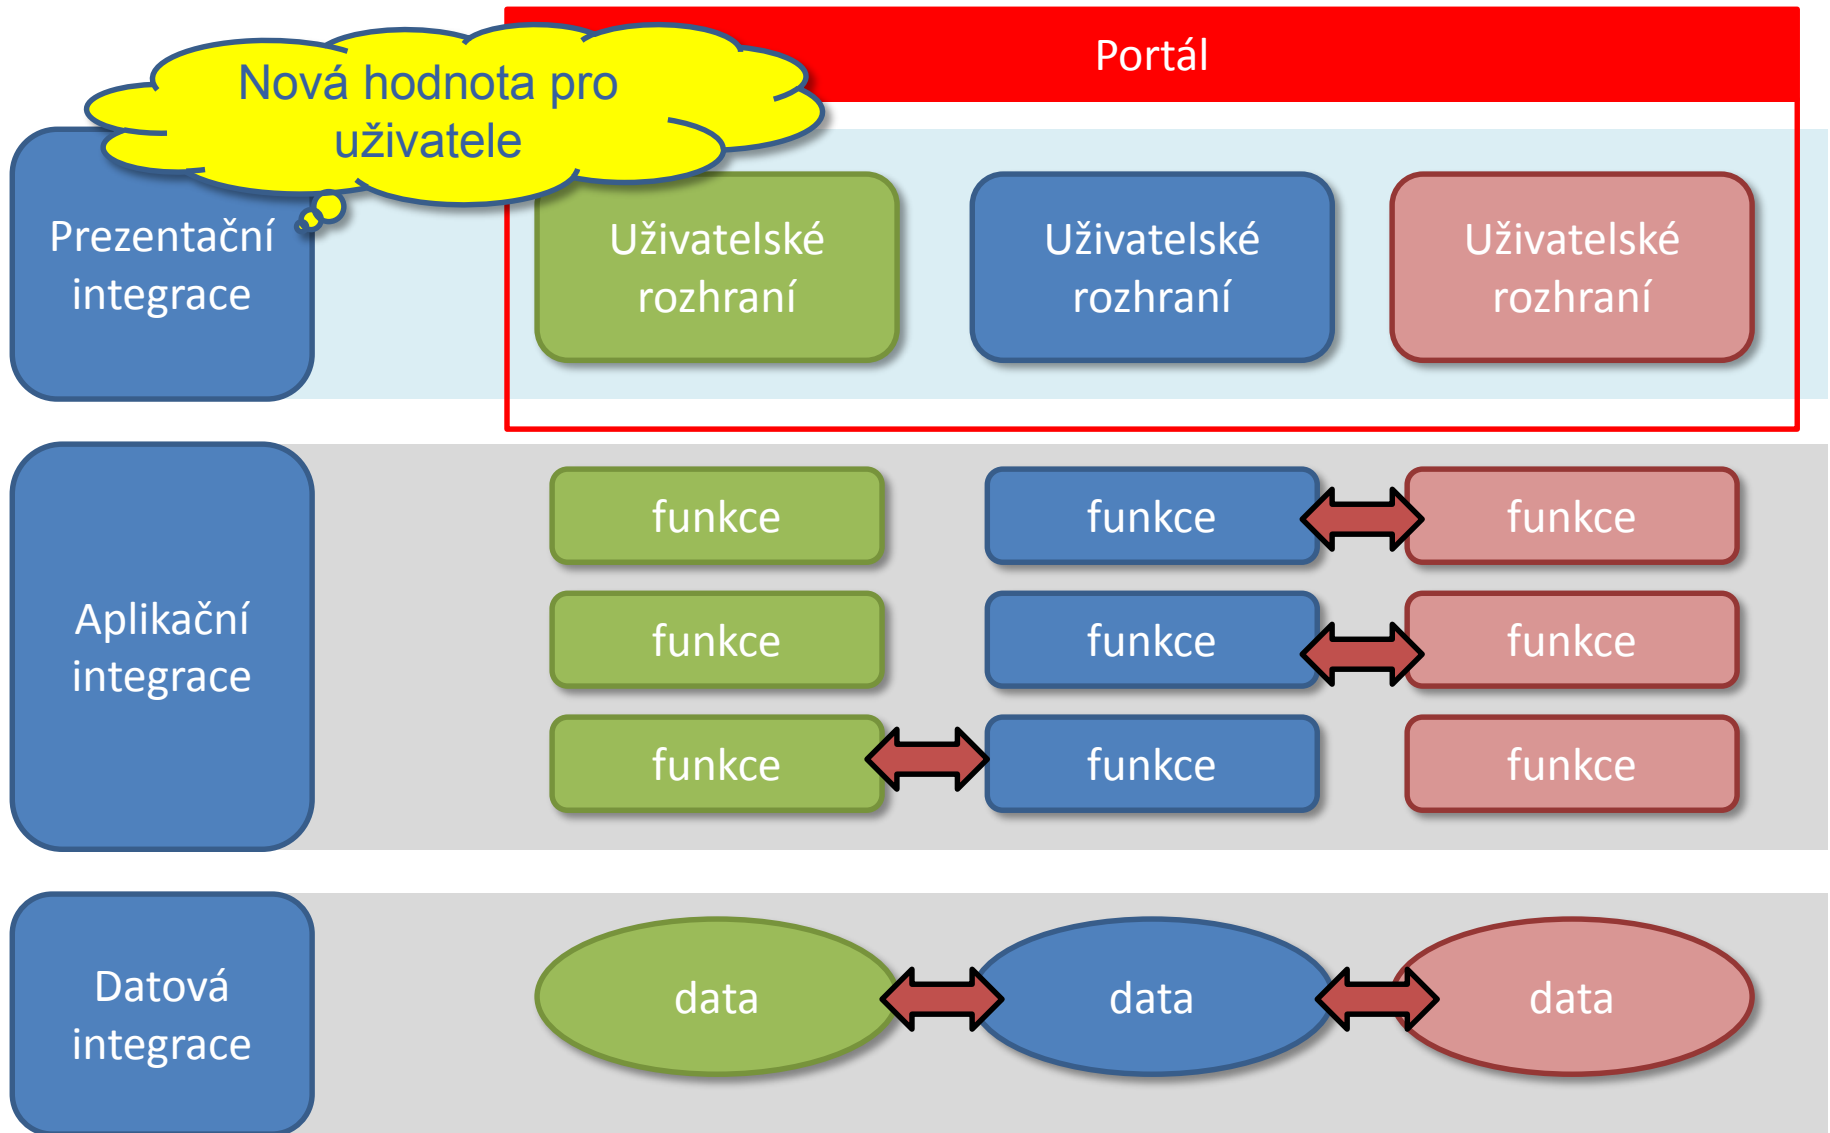 Portál
Nová hodnota pro
uživatele
Prezentační
integrace
Uživatelské
rozhraní
Uživatelské
rozhraní
Uživatelské
rozhraní
Aplikační
integrace
funkce
funkce
funkce
funkce
funkce
funkce
funkce
funkce
funkce
Datová
integrace
data
data
data